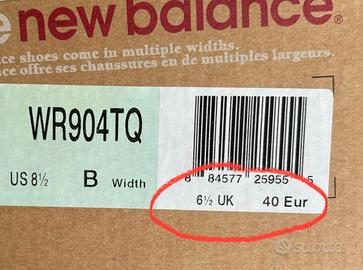 e new balance®
ce shoes come in multiple widths.
ce offre ses chaussures en de multiples largeurs.
WR904TQ
US 8½ B Width
8 84577 25955 5
6½ UK 40 Eur
subito